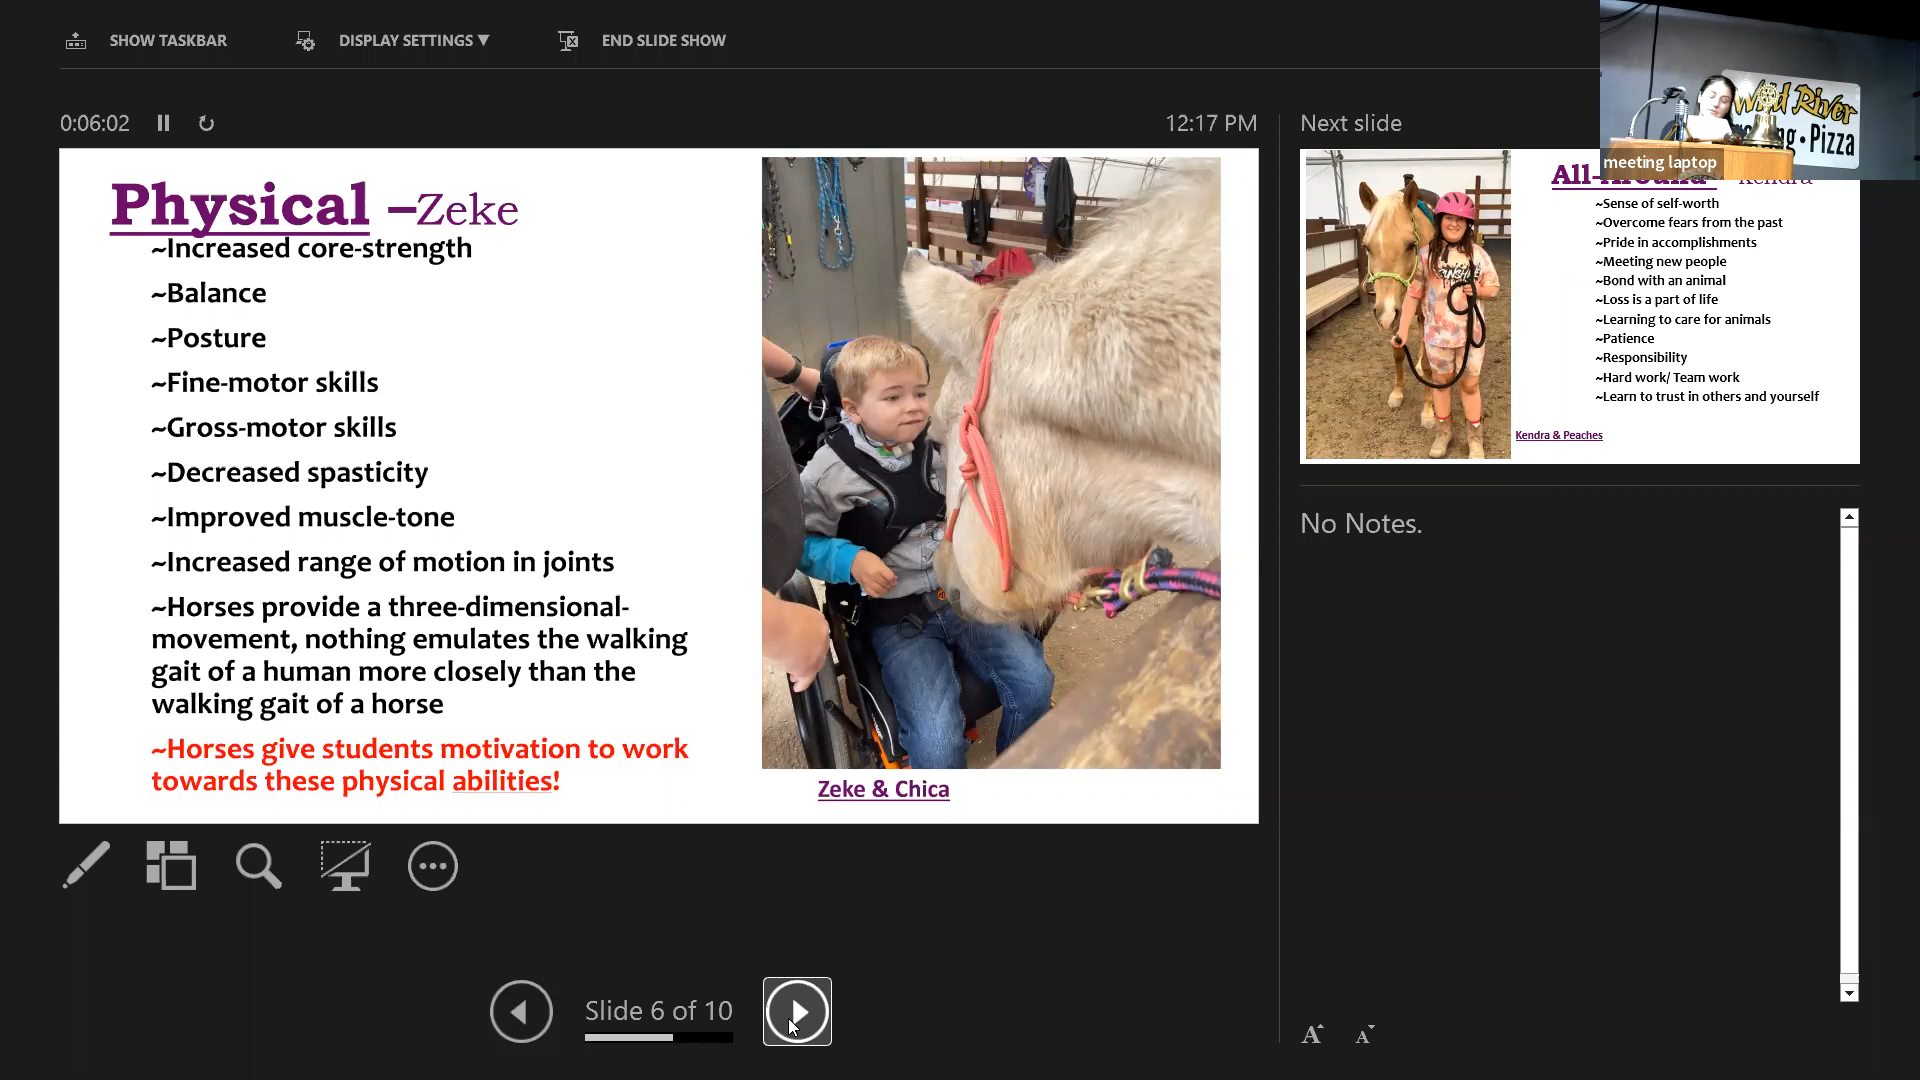 SHOW TASKBAR
DISPLAY SETTINGS ▼
END SLIDE SHOW
0:06:02
12:17 PM
Physical –Zeke
~Increased core-strength
~Balance
~Posture
~Fine-motor skills
~Gross-motor skills
~Decreased spasticity
~Improved muscle-tone
~Increased range of motion in joints
~Horses provide a three-dimensional-
movement, nothing emulates the walking
gait of a human more closely than the
walking gait of a horse
~Horses give students motivation to work
towards these physical abilities!
Zeke & Chica
Slide 6 of 10
Next slide
Wild River
Pizza
meeting laptop
All-Around Kendra
~Sense of self-worth
~Overcome fears from the past
~Pride in accomplishments
~Meeting new people
~Bond with an animal
~Loss is a part of life
~Learning to care for animals
~Patience
~Responsibility
~Hard work/ Team work
~Learn to trust in others and yourself
Kendra & Peaches
No Notes.
A A